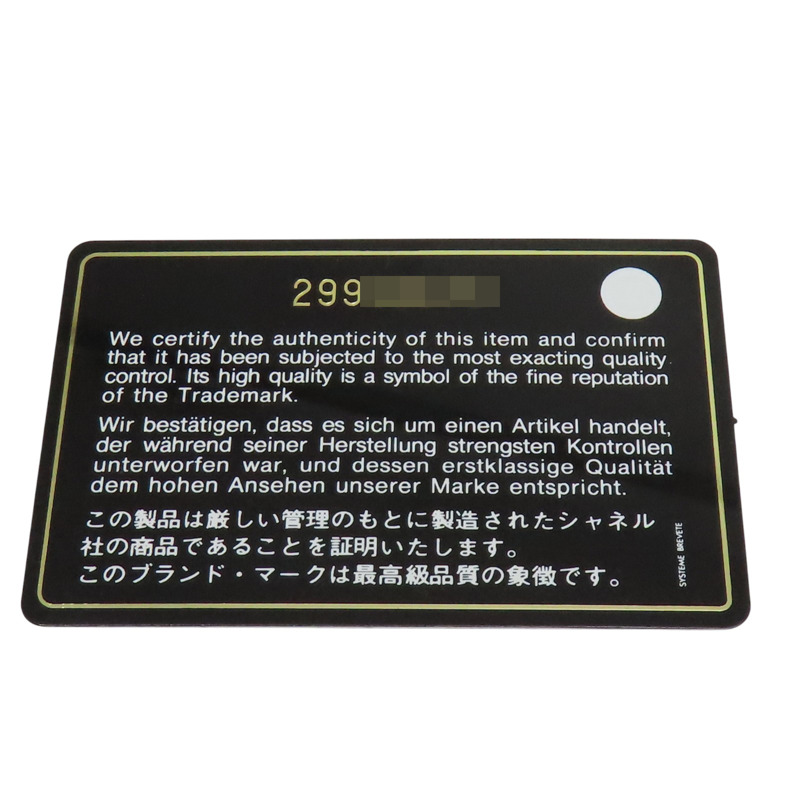 299
We certify the authenticity of this item and confirm
that it has been subjected to the most exacting quality
control. Its high quality is a symbol of the fine reputation
of the Trademark.
Wir bestätigen, dass es sich um einen Artikel handelt,
der während seiner Herstellung strengsten Kontrollen
unterworfen war, und dessen erstklassige Qualität
dem hohen Ansehen unserer Marke entspricht.
この製品は厳しい管理のもとに製造されたシャネル
社の商品であることを証明いたします。
このブランド・マークは最高級品質の象徴です。
SYSTEME BREVETE